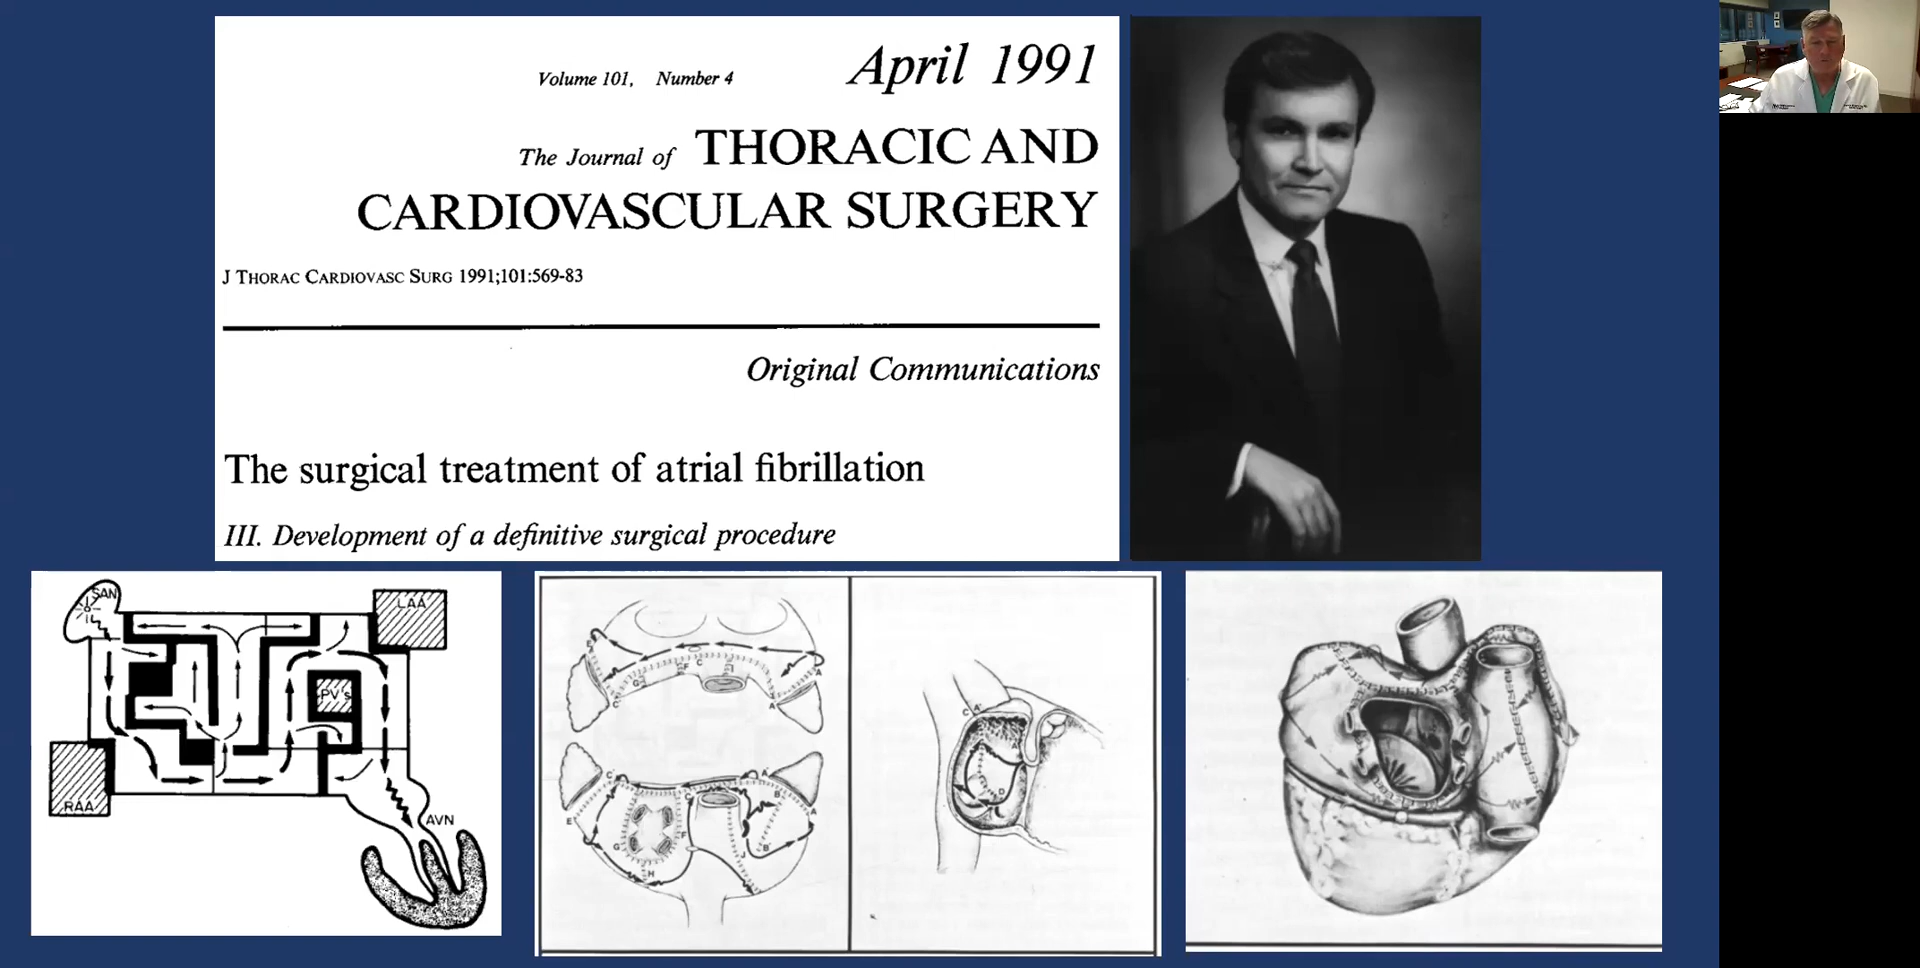 April 1991
Volume 101, Number 4
The Journal of THORACIC AND
CARDIOVASCULAR SURGERY
J THORAC CARDIOVASC SURG 1991;101:569-83
Original Communications
The surgical treatment of atrial fibrillation
III. Development of a definitive surgical procedure
SAN
LAA
PV's
RAA
AVN
E
F
C
I
G
C
A
A
C'
A'
B
C
A
E
F
G
J
B'
H
C A'
D